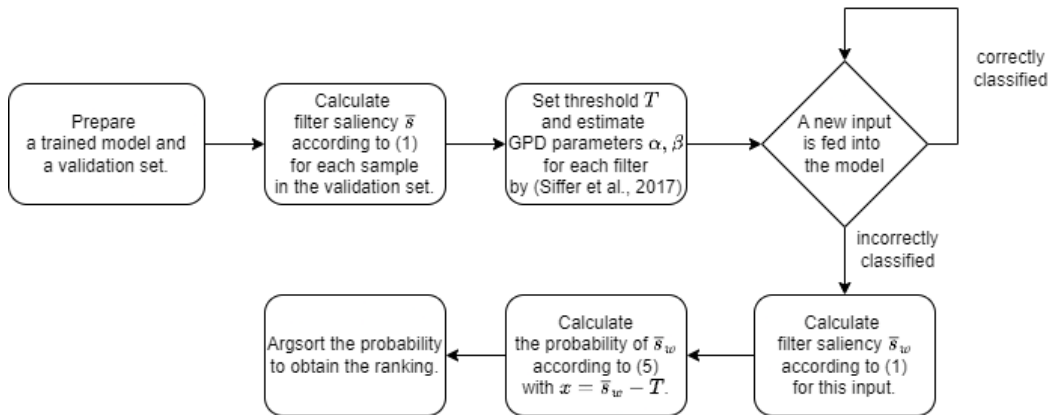 Prepare
a trained model and
a validation set.
Calculate
filter saliency s̅
according to (1)
for each sample
in the validation set.
Set threshold T
and estimate
GPD parameters α, β
for each filter
by (Siffer et al., 2017)
A new input
is fed into
the model
correctly
classified
incorrectly
classified
Calculate
filter saliency s̅_w
according to (1)
for this input.
Calculate
the probability of s̅_w
according to (5)
with x = s̅_w − T.
Argsort the probability
to obtain the ranking.